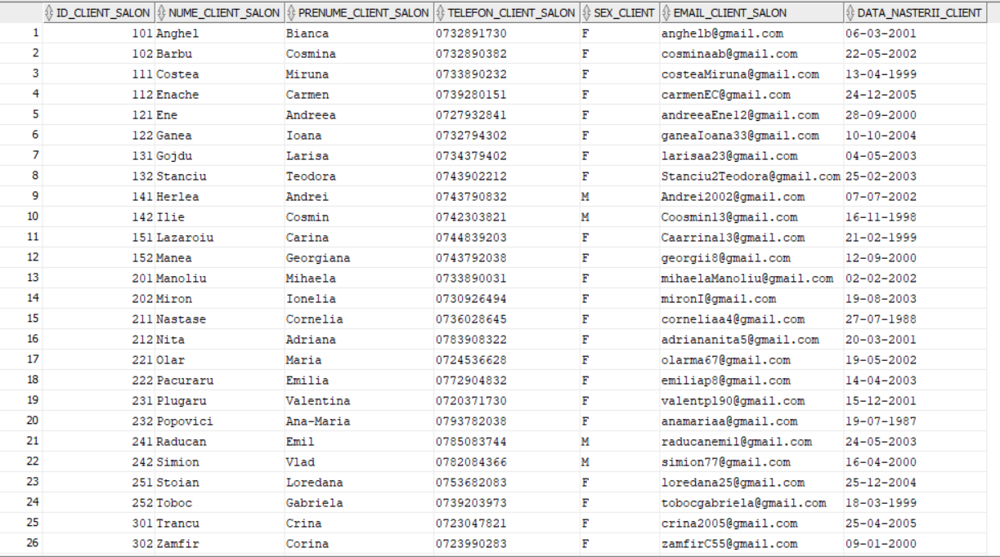 ID_CLIENT_SALON NUME_CLIENT_SALON PRENUME_CLIENT_SALON TELEFON_CLIENT_SALON SEX_CLIENT EMAIL_CLIENT_SALON DATA_NASTERII_CLIENT
1 101 Anghel Bianca 0732891730 F anghelb@gmail.com 06-03-2001
2 102 Barbu Cosmina 0732890382 F cosminaab@gmail.com 22-05-2002
3 111 Costea Miruna 0733890232 F costeaMiruna@gmail.com 13-04-1999
4 112 Enache Carmen 0739280151 F carmenEC@gmail.com 24-12-2005
5 121 Ene Andreea 0727932841 F andreeaEne12@gmail.com 28-09-2000
6 122 Ganea Ioana 0732794302 F ganeaIoana33@gmail.com 10-10-2004
7 131 Gojdu Larisa 0734379402 F larisaa23@gmail.com 04-05-2003
8 132 Stanciu Teodora 0743902212 F Stanciu2Teodora@gmail.com 25-02-2003
9 141 Herlea Andrei 0743790832 M Andrei2002@gmail.com 07-07-2002
10 142 Ilie Cosmin 0742303821 M Coosmin13@gmail.com 16-11-1998
11 151 Lazaroiu Carina 0744839203 F Caarrina13@gmail.com 21-02-1999
12 152 Manea Georgiana 0743792038 F georgii8@gmail.com 12-09-2000
13 201 Manoliu Mihaela 0733890031 F mihaelaManoliu@gmail.com 02-02-2002
14 202 Miron Ionelia 0730926494 F mironI@gmail.com 19-08-2003
15 211 Nastase Cornelia 0736028645 F corneliaa4@gmail.com 27-07-1988
16 212 Nita Adriana 0783908322 F adriananita5@gmail.com 20-03-2001
17 221 Olar Maria 0724536628 F olarma67@gmail.com 19-05-2002
18 222 Pacuraru Emilia 0772904832 F emiliap8@gmail.com 14-04-2003
19 231 Plugaru Valentina 0720371730 F valentpl90@gmail.com 15-12-2001
20 232 Popovici Ana-Maria 0793782038 F anamariaa@gmail.com 19-07-1987
21 241 Raducan Emil 0785083744 M raducanemil@gmail.com 24-05-2003
22 242 Simion Vlad 0782084366 M simion77@gmail.com 16-04-2000
23 251 Stoian Loredana 0753682083 F loredana25@gmail.com 25-12-2004
24 252 Toboc Gabriela 0739203973 F tobocgabriela@gmail.com 18-03-1999
25 301 Trancu Crina 0723047821 F crina2005@gmail.com 25-04-2005
26 302 Zamfir Corina 0723990283 F zamfirC55@gmail.com 09-01-2000